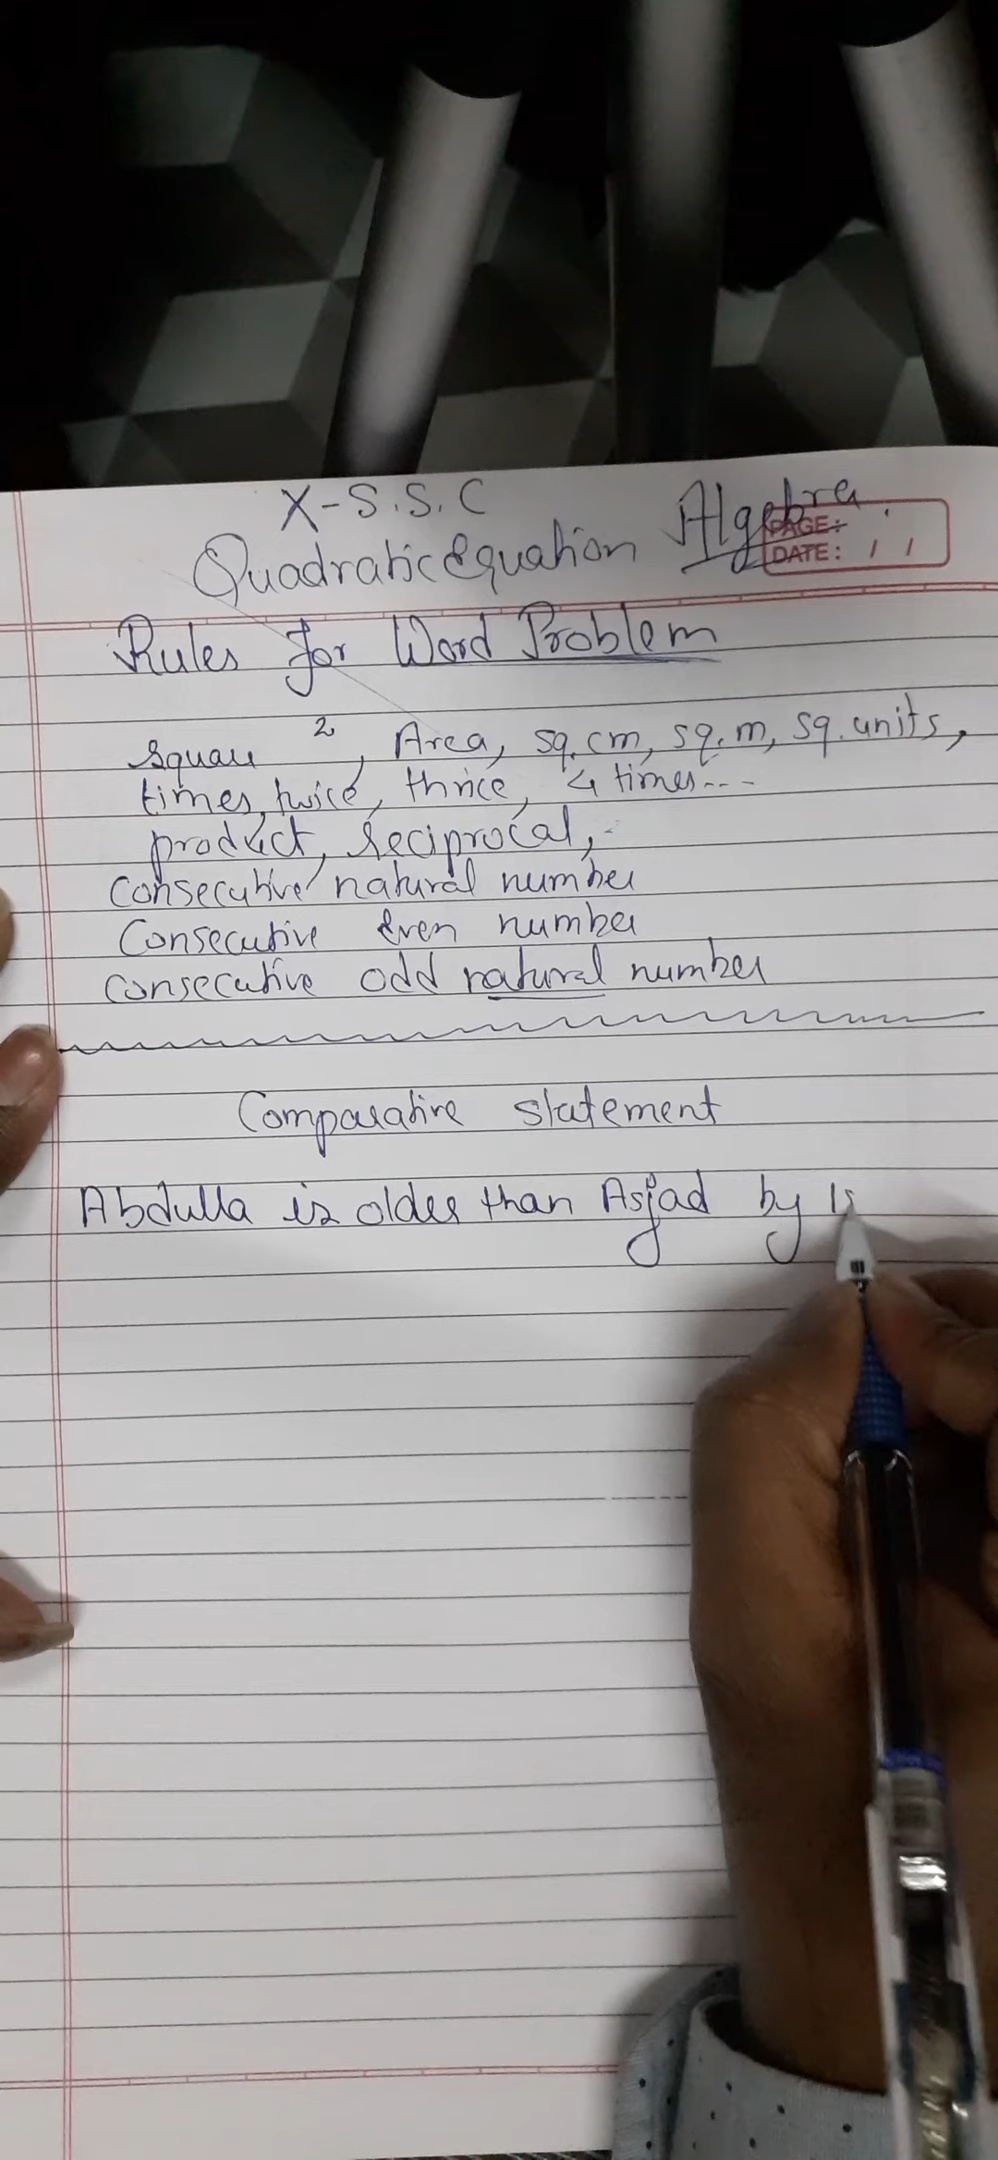 X-S.S.C
Algebra
PAGE:
DATE: / /
Quadratic equation
Rules for Word Problem
square ², Area, sq.cm, sq.m, sq.units,
times, twice, thrice, 4 times---
product, reciprocal,
Consecutive natural number
Consecutive even number
consecutive odd natural number
Comparative statement
Abdulla is older than Asjad by